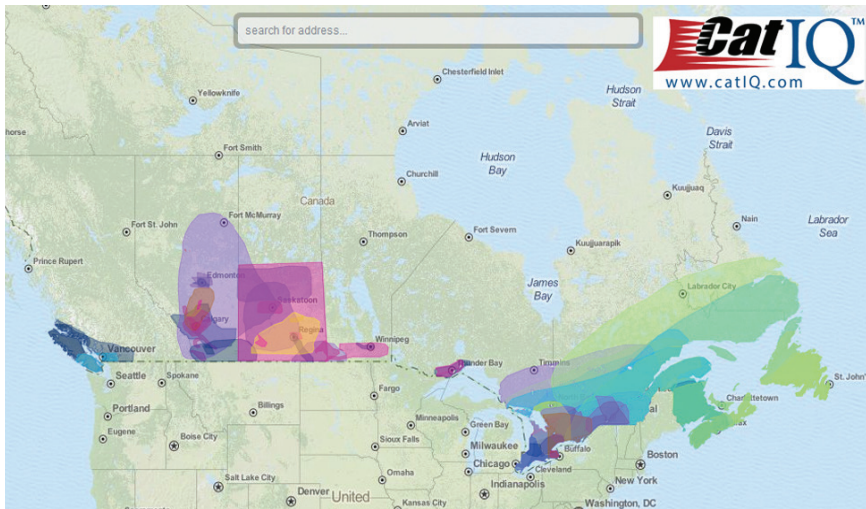 search for address...
CatIQ™
www.catIQ.com
Chesterfield Inlet
Hudson
Strait
Yellowknife
Arviat
Davis
Strait
Fort Smith
Hudson
Bay
Churchill
Kuujjuaq
Canada
Fort McMurray
Nain
Labrador
Sea
Fort St. John
Thompson
Fort Severn
Kuujjuarapik
Prince Rupert
Edmonton
James
Bay
Labrador City
Saskatoon
Calgary
Regina
Winnipeg
Vancouver
Timmins
Seattle
Spokane
St. John'
Fargo
Charlottetown
Portland
Billings
Minneapolis
Green Bay
Eugene
Boise City
Sioux Falls
Milwaukee
Buffalo
Boston
Chicago
Cleveland
Salt Lake City
Omaha
New York
Indianapolis
Denver
United
Kansas City
Washington, DC